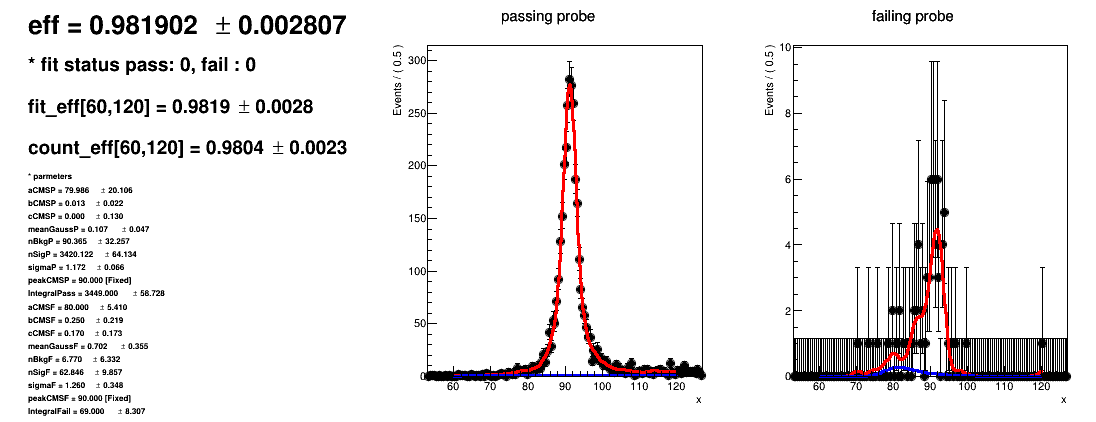 eff = 0.981902 ± 0.002807
* fit status pass: 0, fail : 0
fit_eff[60,120] = 0.9819 ± 0.0028
count_eff[60,120] = 0.9804 ± 0.0023
* parmeters
aCMSP = 79.986 ± 20.106
bCMSP = 0.013 ± 0.022
cCMSP = 0.000 ± 0.130
meanGaussP = 0.107 ± 0.047
nBkgP = 90.365 ± 32.257
nSigP = 3420.122 ± 64.134
sigmaP = 1.172 ± 0.066
peakCMSP = 90.000 [Fixed]
IntegralPass = 3449.000 ± 58.728
aCMSF = 80.000 ± 5.410
bCMSF = 0.250 ± 0.219
cCMSF = 0.170 ± 0.173
meanGaussF = 0.702 ± 0.355
nBkgF = 6.770 ± 6.332
nSigF = 62.846 ± 9.857
sigmaF = 1.260 ± 0.348
peakCMSF = 90.000 [Fixed]
IntegralFail = 69.000 ± 8.307
passing probe
Events / ( 0.5 )
300
250
200
150
100
50
0
60 70 80 90 100 110 120
x
failing probe
Events / ( 0.5 )
10
8
6
4
2
0
60 70 80 90 100 110 120
x